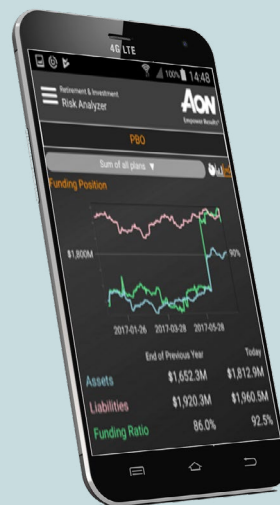 4G LTE
100% 14:48
Retirement & Investment
Risk Analyzer
AON
Empower Results®
PBO
Sum of all plans ▼
Funding Position
$1,800M
90%
2017-01-26 2017-03-28 2017-05-28
End of Previous Year Today
Assets $1,652.3M $1,812.9M
Liabilities $1,920.3M $1,960.5M
Funding Ratio 86.0% 92.5%